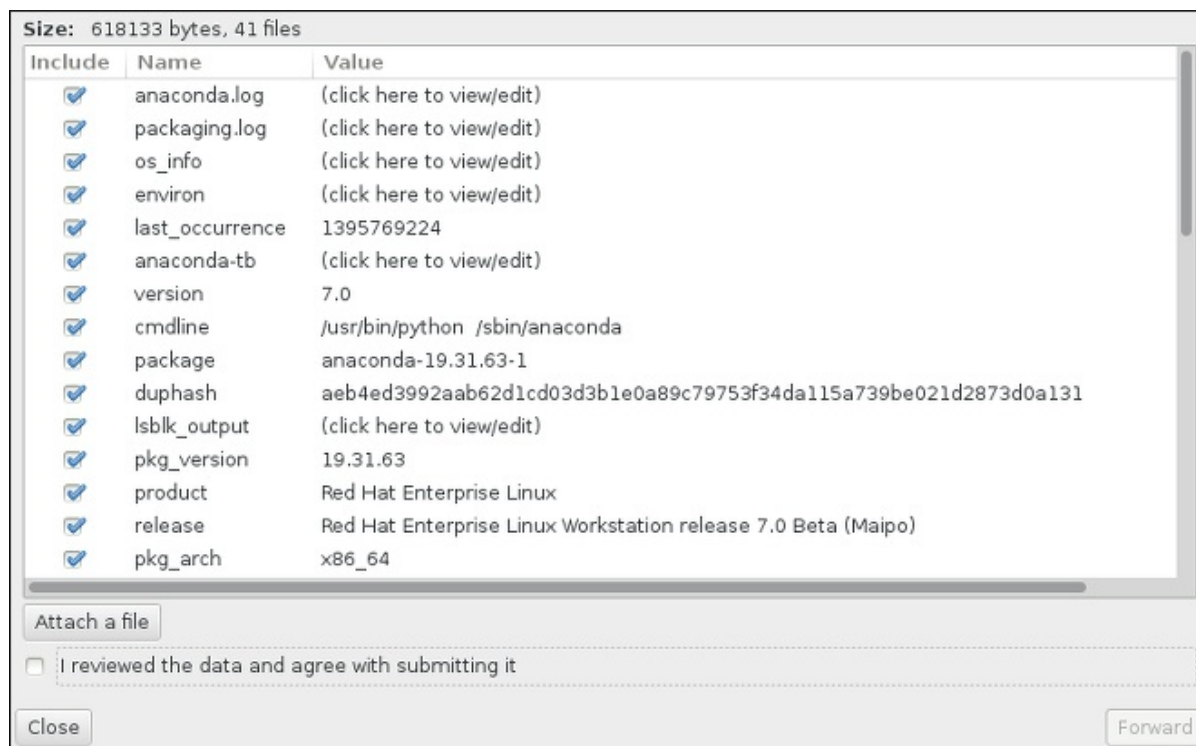 Size: 618133 bytes, 41 files
Include Name Value
anaconda.log (click here to view/edit)
packaging.log (click here to view/edit)
os_info (click here to view/edit)
environ (click here to view/edit)
last_occurrence 1395769224
anaconda-tb (click here to view/edit)
version 7.0
cmdline /usr/bin/python /sbin/anaconda
package anaconda-19.31.63-1
duphash aeb4ed3992aab62d1cd03d3b1e0a89c79753f34da115a739be021d2873d0a131
lsblk_output (click here to view/edit)
pkg_version 19.31.63
product Red Hat Enterprise Linux
release Red Hat Enterprise Linux Workstation release 7.0 Beta (Maipo)
pkg_arch x86_64
Attach a file
I reviewed the data and agree with submitting it
Close Forward